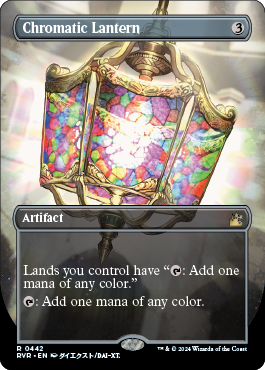 Chromatic Lantern 3
Artifact
Lands you control have “T: Add one
mana of any color.”
T: Add one mana of any color.
R 0442
RVR • EN ダイエクスト/DAI-XT.
™ & © 2024 Wizards of the Coast